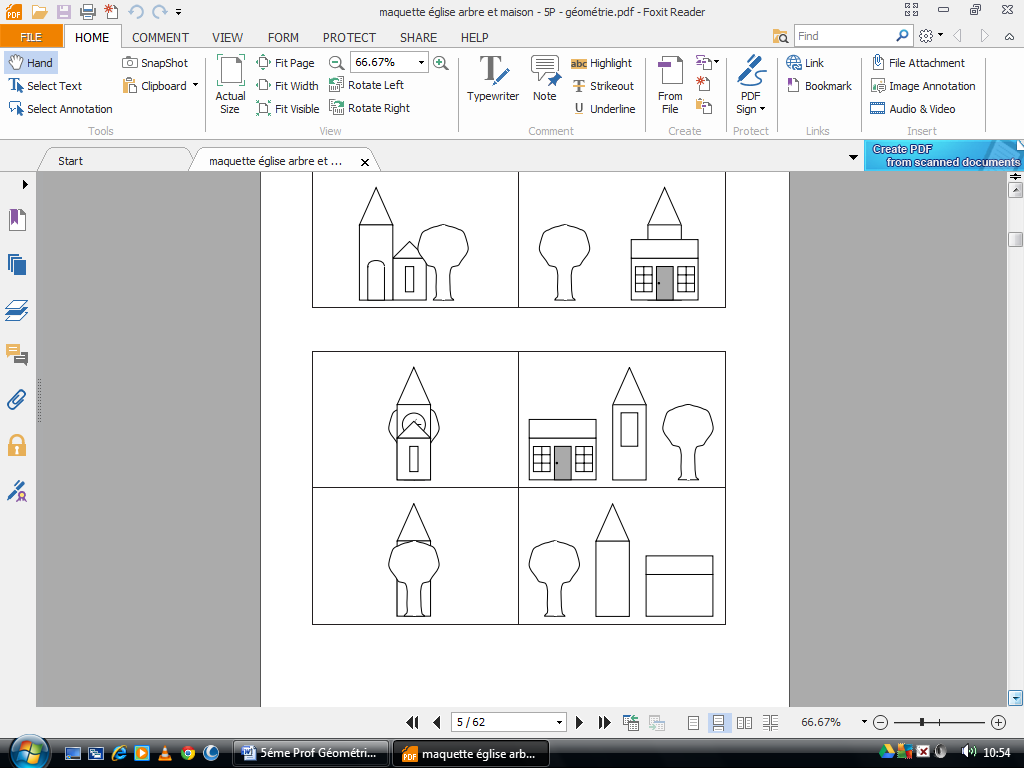 maquette église arbre et maison - 5P - géométrie.pdf - Foxit Reader
FILE HOME COMMENT VIEW FORM PROTECT SHARE HELP
Find
Hand
Select Text
Select Annotation
SnapShot
Clipboard
Tools
Actual
Size
Fit Page
Fit Width
Fit Visible
66.67%
Rotate Left
Rotate Right
View
Typewriter
Note
abc Highlight
T Strikeout
U Underline
Comment
From
File
Create
PDF
Sign
Protect
Link
Bookmark
Links
File Attachment
Image Annotation
Audio & Video
Insert
Start
maquette église arbre et ...
Create PDF
from scanned documents
5 / 62
66.67%
5éme Prof Géométri...
maquette église arb...
10:54